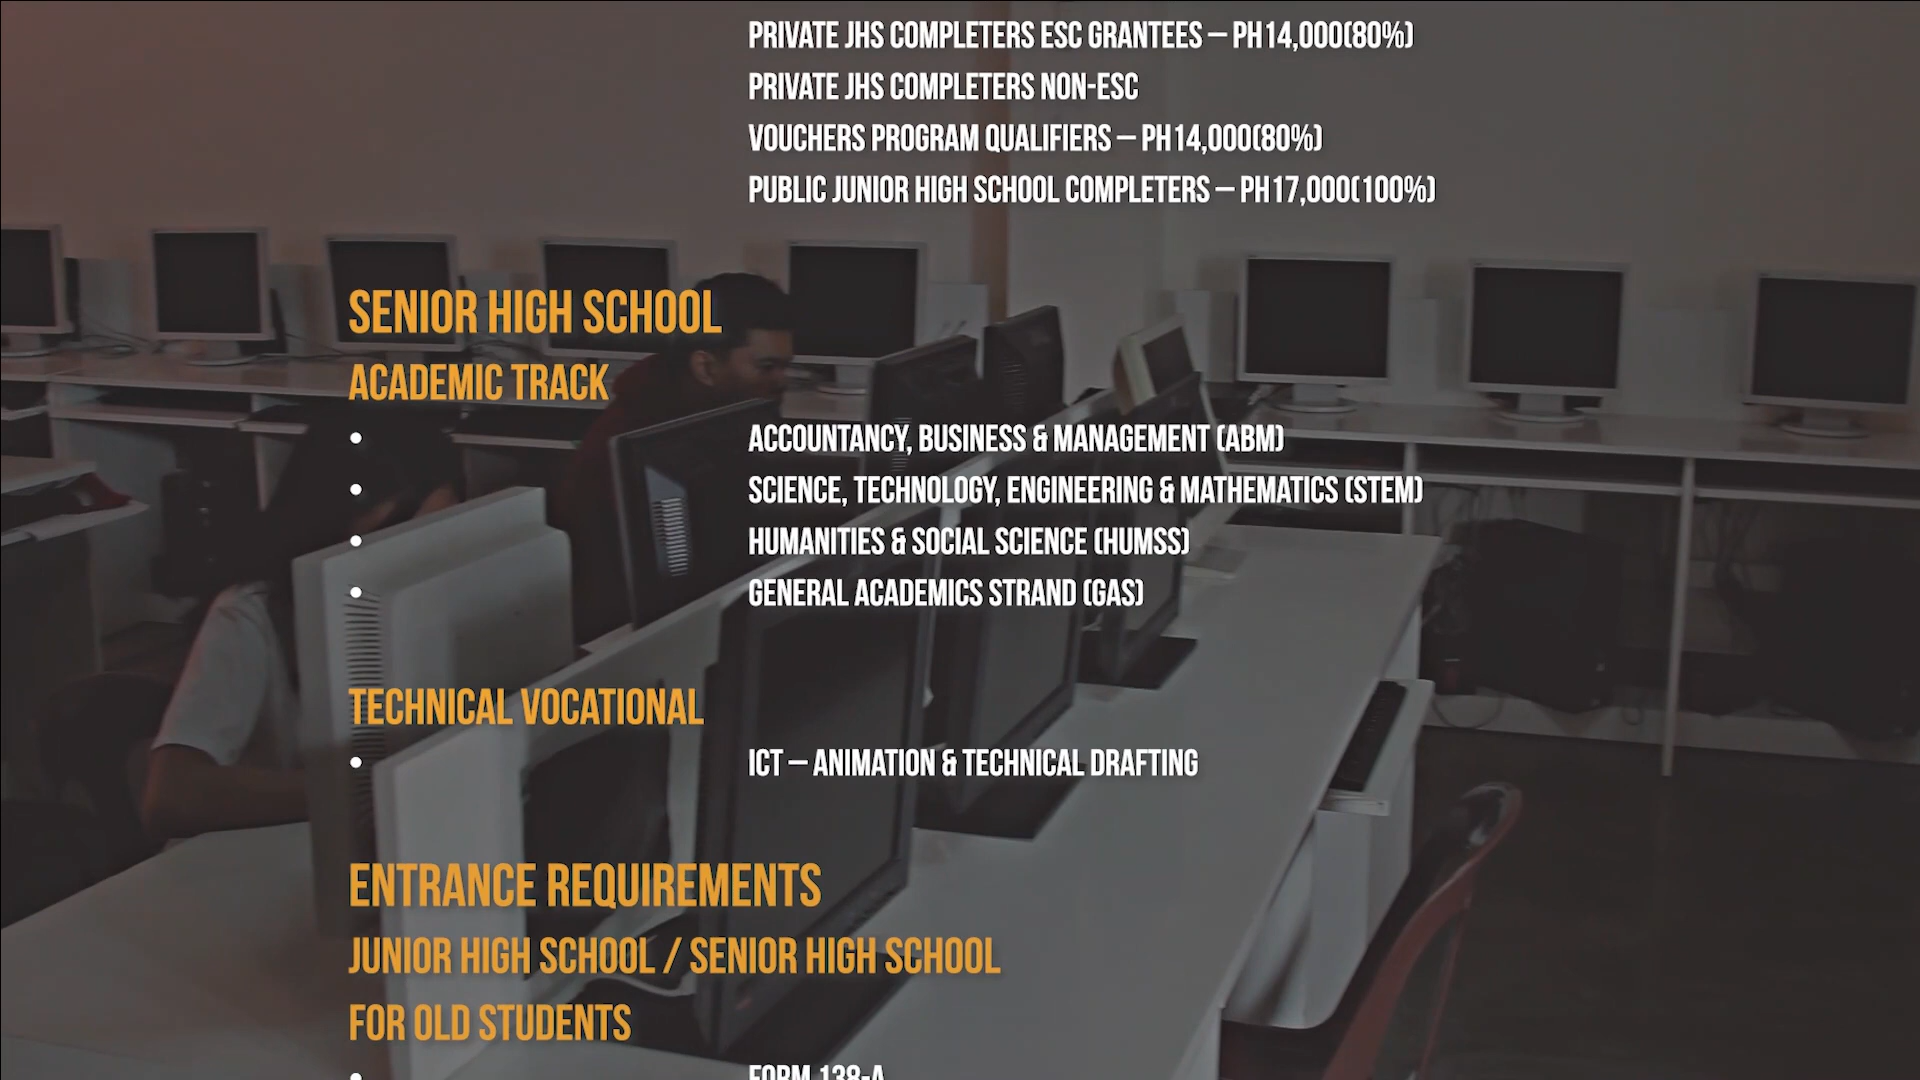 PRIVATE JHS COMPLETERS ESC GRANTEES – PH14,000(80%)
PRIVATE JHS COMPLETERS NON-ESC
VOUCHERS PROGRAM QUALIFIERS – PH14,000(80%)
PUBLIC JUNIOR HIGH SCHOOL COMPLETERS – PH17,000(100%)
SENIOR HIGH SCHOOL
ACADEMIC TRACK
• ACCOUNTANCY, BUSINESS & MANAGEMENT (ABM)
• SCIENCE, TECHNOLOGY, ENGINEERING & MATHEMATICS (STEM)
• HUMANITIES & SOCIAL SCIENCE (HUMSS)
• GENERAL ACADEMICS STRAND (GAS)
TECHNICAL VOCATIONAL
• ICT – ANIMATION & TECHNICAL DRAFTING
ENTRANCE REQUIREMENTS
JUNIOR HIGH SCHOOL / SENIOR HIGH SCHOOL
FOR OLD STUDENTS
• FORM 138-A